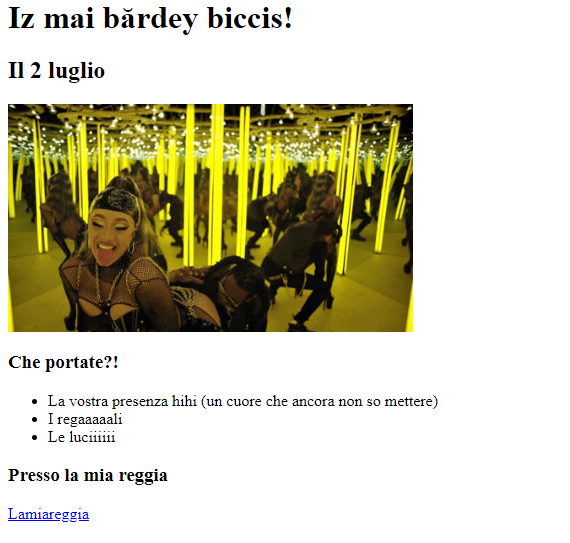 Iz mai bărdey biccis!
Il 2 luglio
Che portate?!
La vostra presenza hihi (un cuore che ancora non so mettere)
I regaaaaali
Le luciiiiii
Presso la mia reggia
Lamiareggia